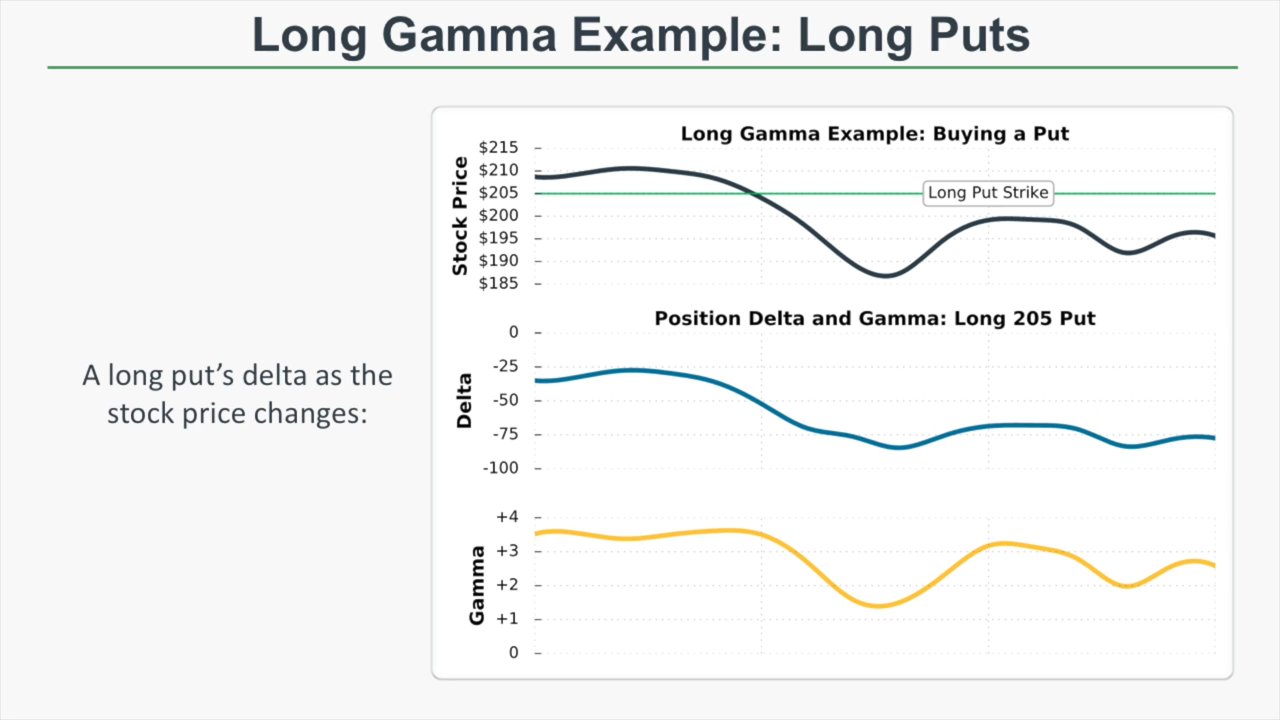 Long Gamma Example: Long Puts
A long put’s delta as the
stock price changes:
Long Gamma Example: Buying a Put
Stock Price
$215
$210
$205
$200
$195
$190
$185
Long Put Strike
Position Delta and Gamma: Long 205 Put
Delta
0
-25
-50
-75
-100
Gamma
+4
+3
+2
+1
0